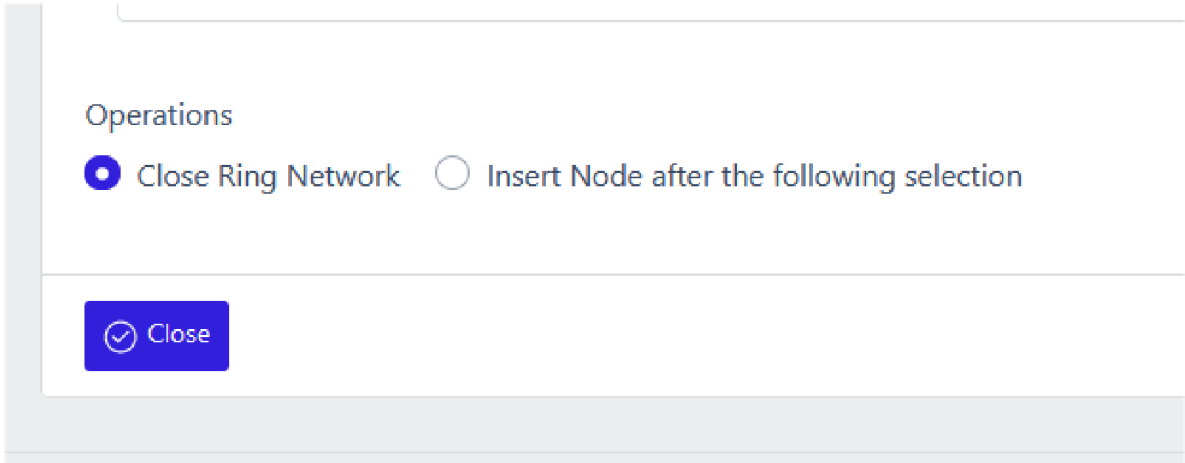 Operations
Close Ring Network Insert Node after the following selection
Close